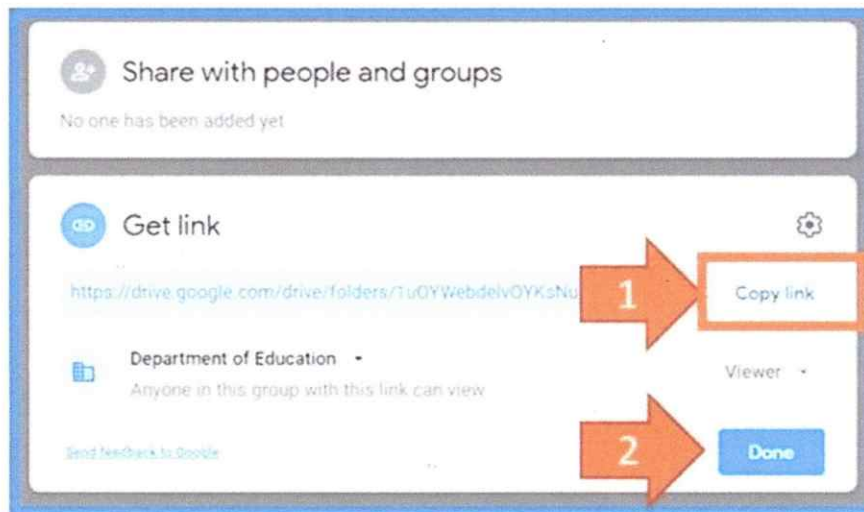 Share with people and groups
No one has been added yet
Get link
https://drive.google.com/drive/folders/1uOYWebdelvOYKsNu
1
Copy link
Department of Education
Viewer
Anyone in this group with this link can view
Send feedback to Google
2
Done